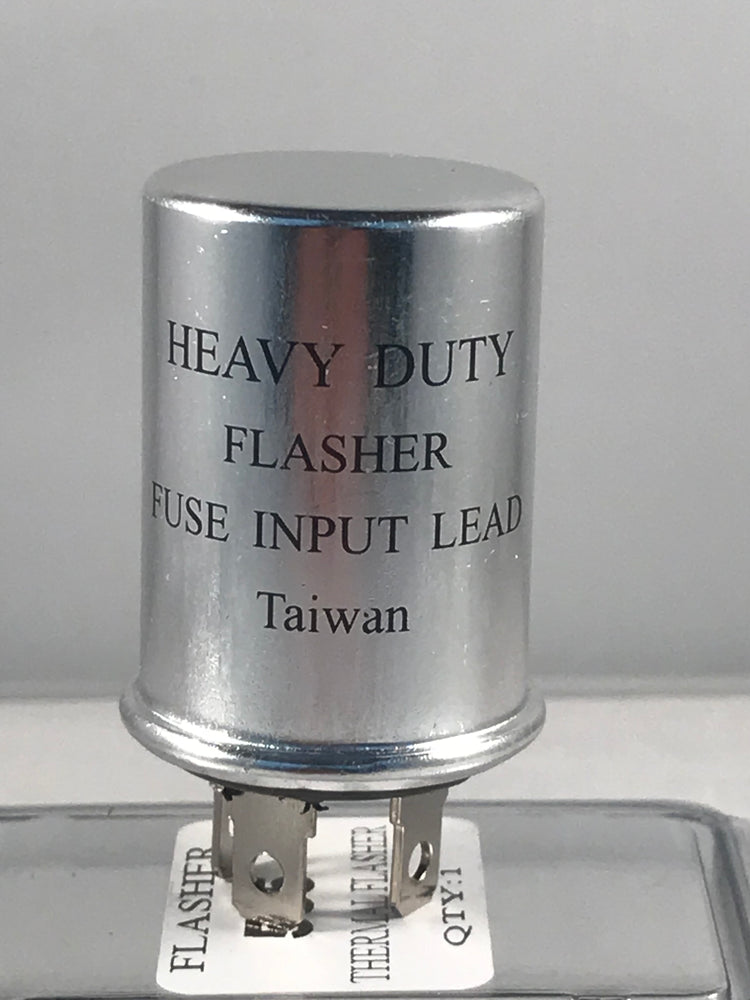 HEAVY DUTY
FLASHER
FUSE INPUT LEAD
Taiwan
FLASHER
THERMAL FLASHER
QTY:1